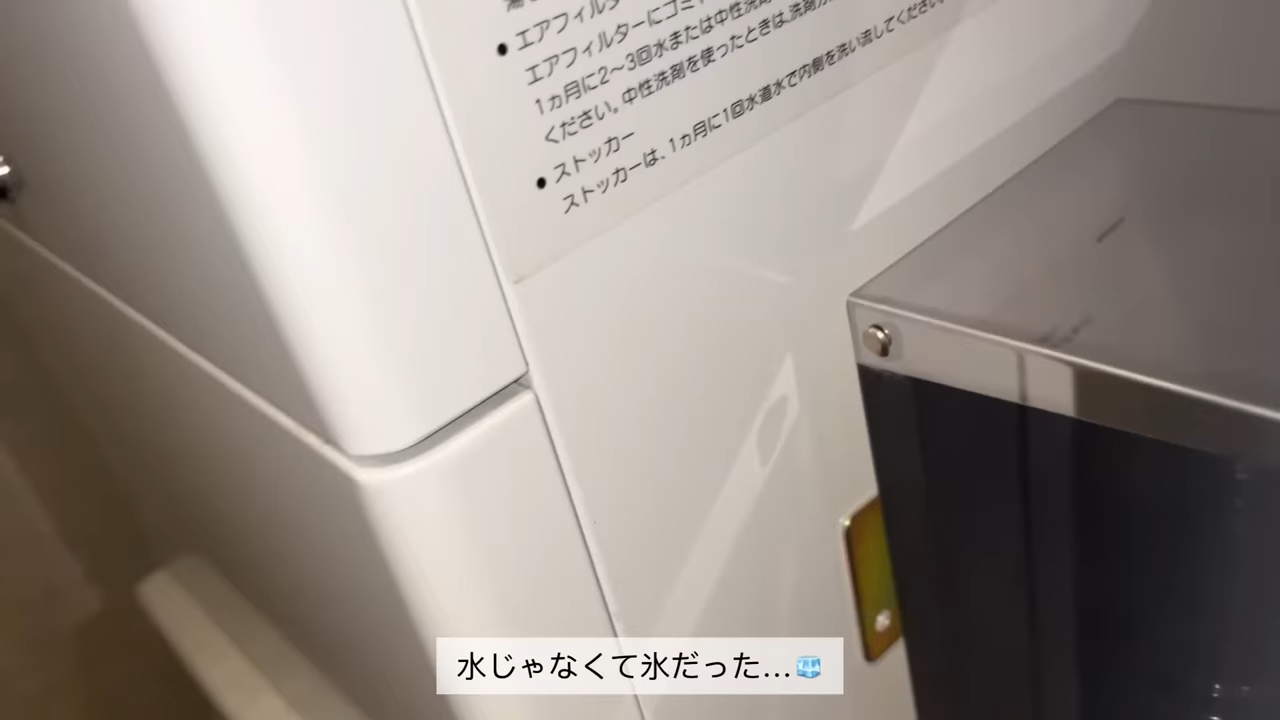 ●エアフィルタ
エアフィルターにゴミ
1ヵ月に2〜3回水または中性洗剤
ください。中性洗剤を使ったときは、洗剤
●ストッカー
ストッカーは、1ヵ月に1回水道水で内側を洗い流してください。
水じゃなくて氷だった...🧊